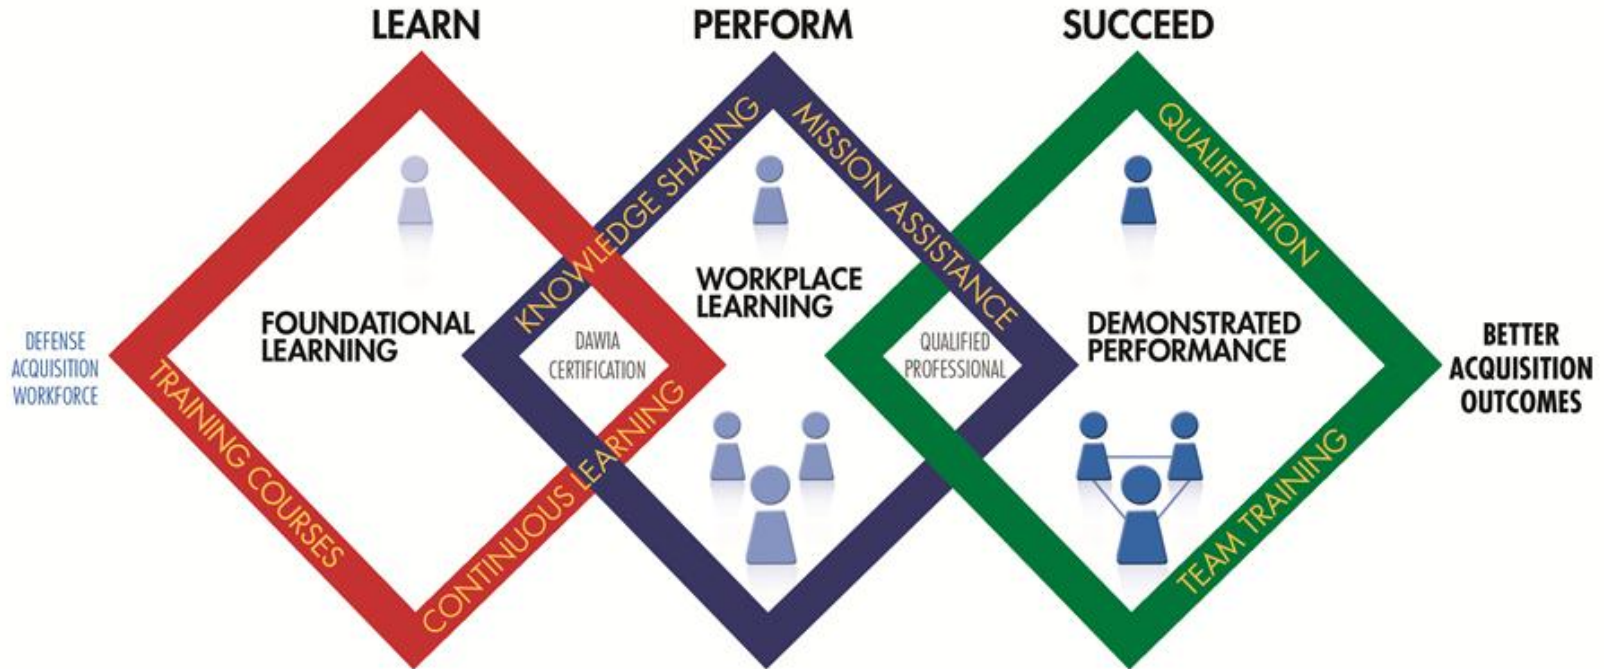 LEARN
PERFORM
SUCCEED
KNOWLEDGE SHARING
MISSION ASSISTANCE
QUALIFICATION
DEFENSE
ACQUISITION
WORKFORCE
FOUNDATIONAL
LEARNING
DAWIA
CERTIFICATION
WORKPLACE
LEARNING
QUALIFIED
PROFESSIONAL
DEMONSTRATED
PERFORMANCE
BETTER
ACQUISITION
OUTCOMES
TRAINING COURSES
CONTINUOUS LEARNING
TEAM TRAINING